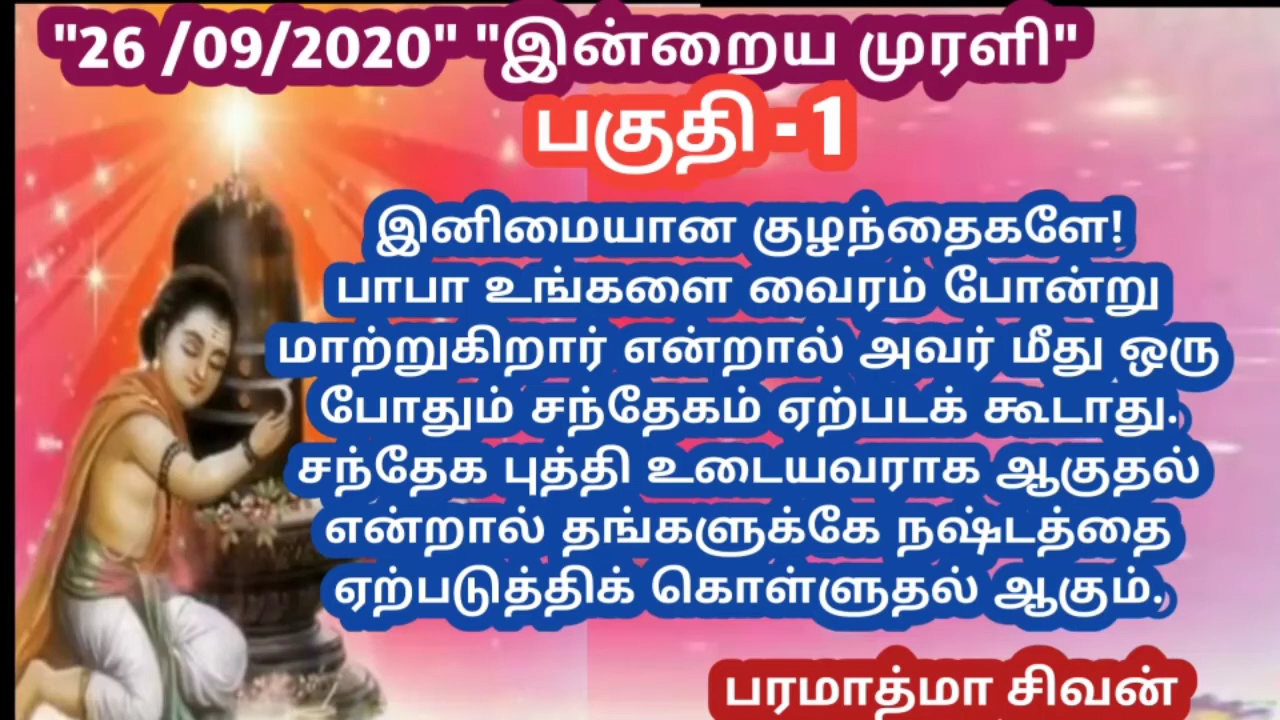 "26 /09/2020" "இன்றைய முரளி"
பகுதி -1
இனிமையான குழந்தைகளே!
பாபா உங்களை வைரம் போன்று
மாற்றுகிறார் என்றால் அவர் மீது ஒரு
போதும் சந்தேகம் ஏற்படக் கூடாது.
சந்தேக புத்தி உடையவராக ஆகுதல்
என்றால் தங்களுக்கே நஷ்டத்தை
ஏற்படுத்திக் கொள்ளுதல் ஆகும்.
பரமாத்மா சிவன்